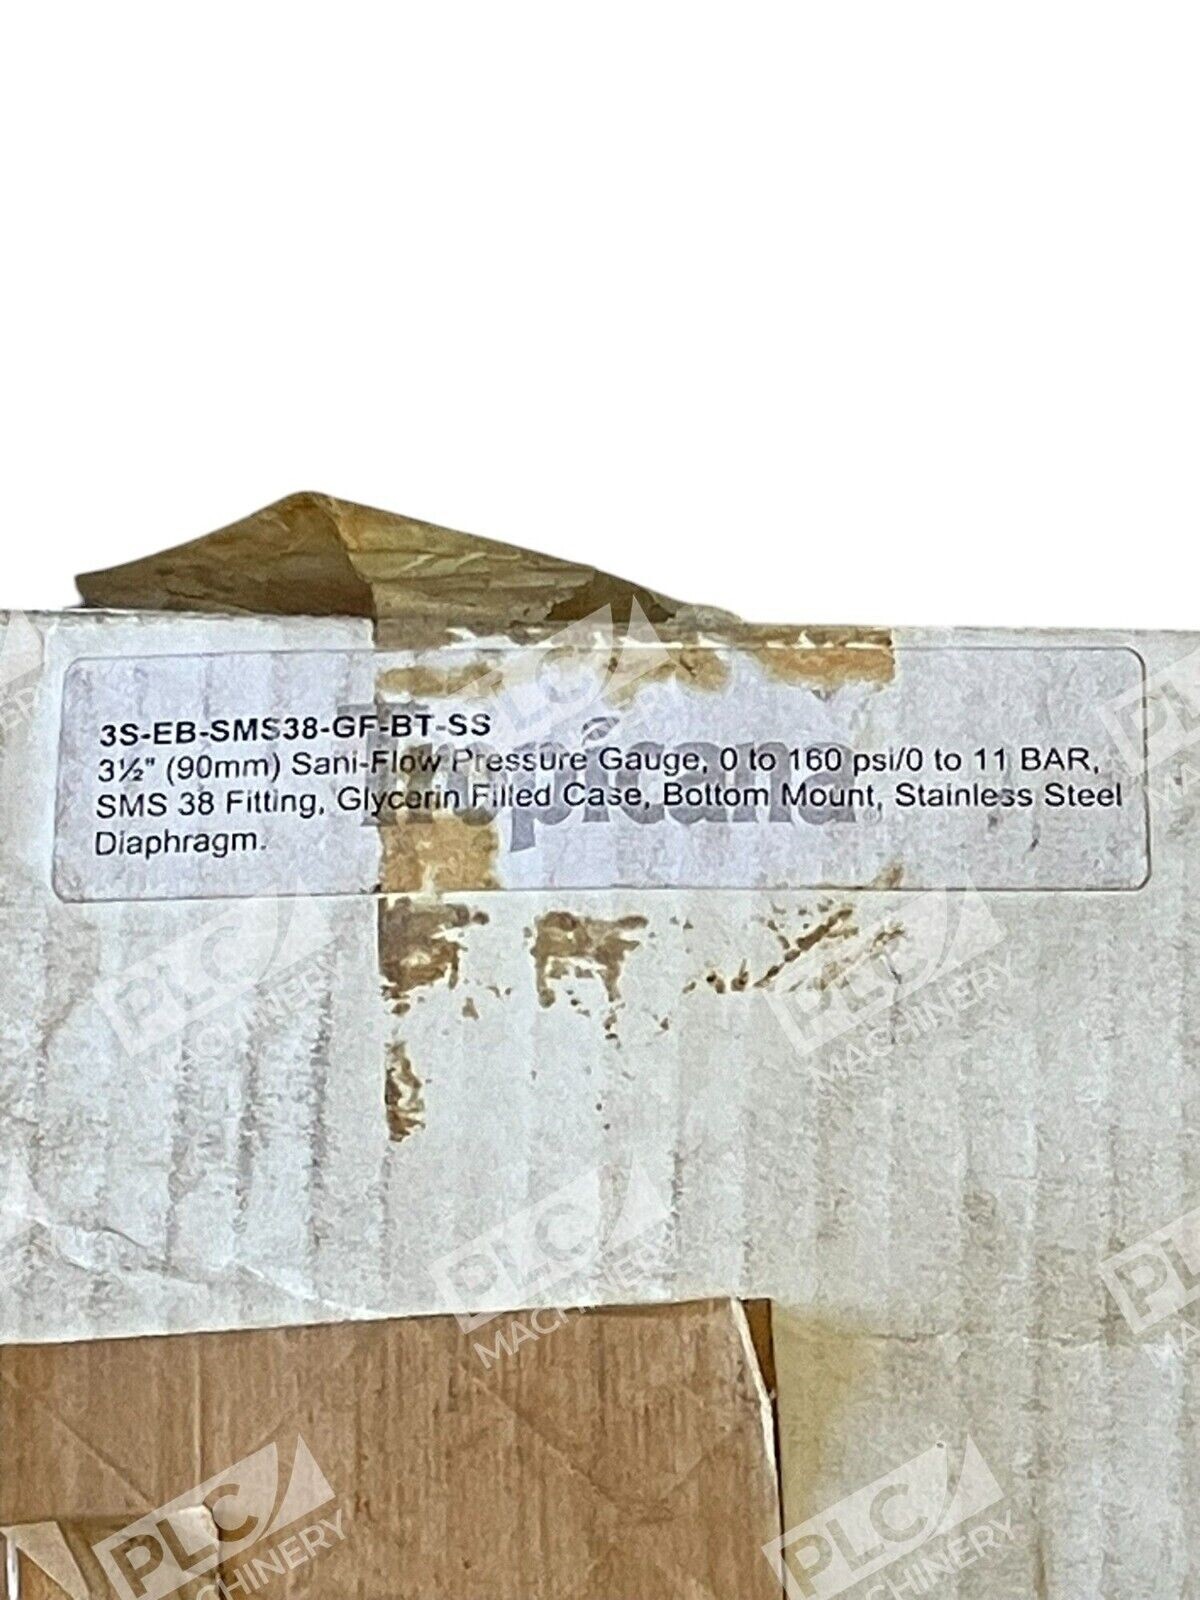 3S-EB-SMS38-GF-BT-SS
3½" (90mm) Sani-Flow Pressure Gauge, 0 to 160 psi/0 to 11 BAR,
SMS 38 Fitting, Glycerin Filled Case, Bottom Mount, Stainless Steel
Diaphragm.
Tropicana
PLC MACHINERY